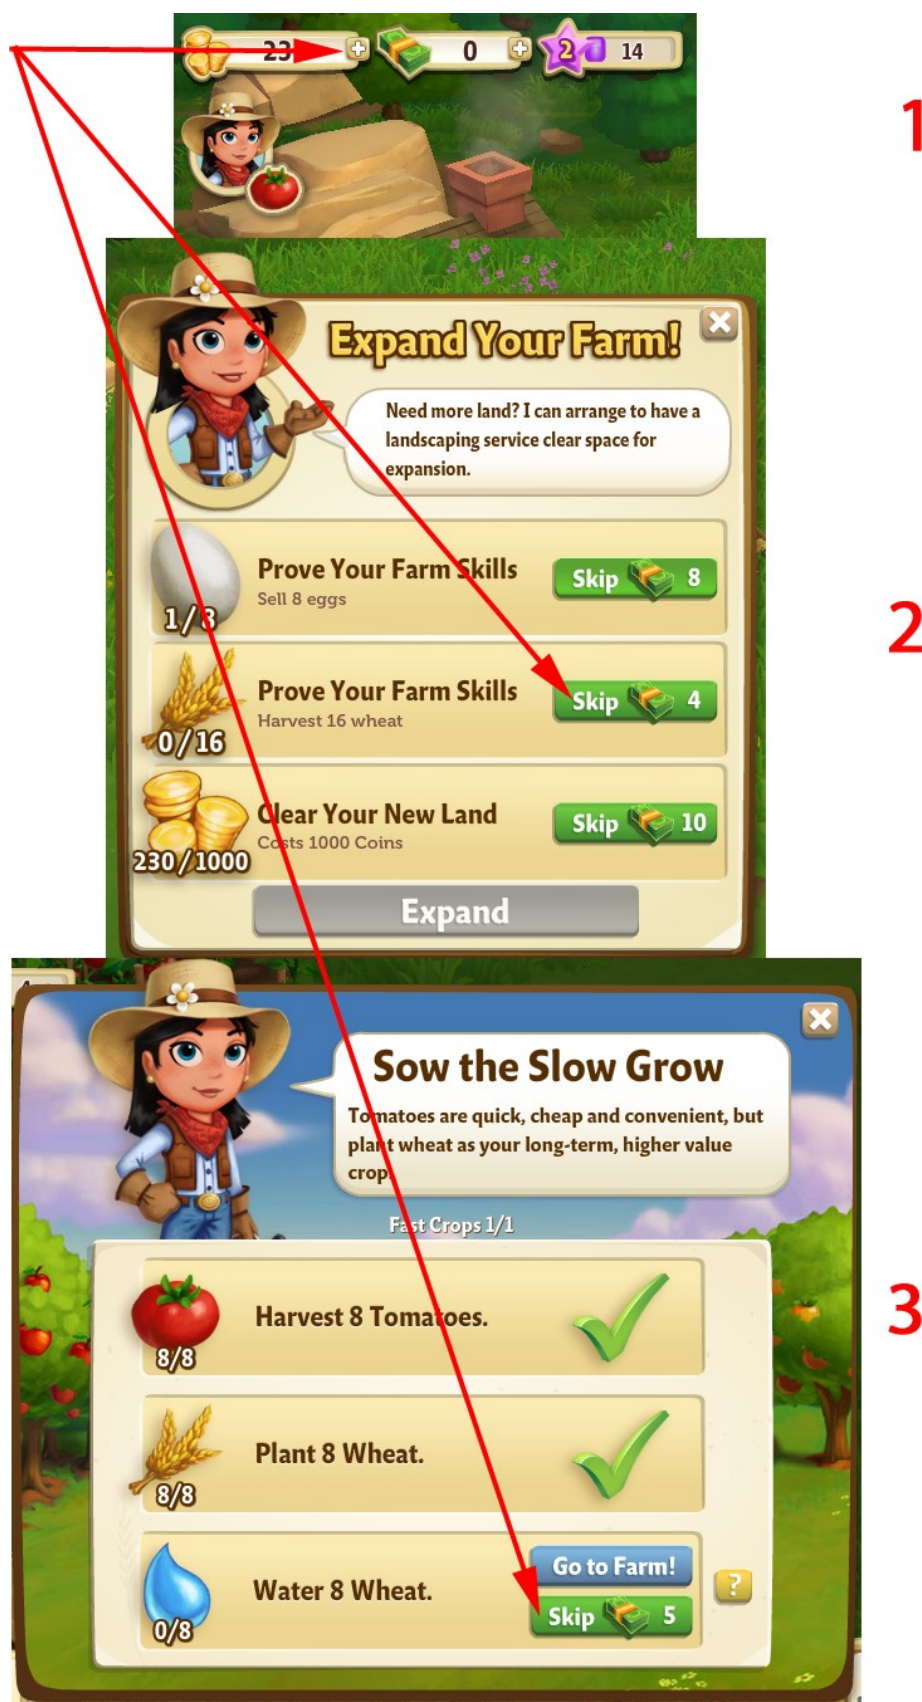 23
+
0
+
2
14
1
Expand Your Farm!
Need more land? I can arrange to have a
landscaping service clear space for
expansion.
Prove Your Farm Skills
Sell 8 eggs
1/8
Skip 8
2
Prove Your Farm Skills
Harvest 16 wheat
0/16
Skip 4
Clear Your New Land
Costs 1000 Coins
230/1000
Skip 10
Expand
Sow the Slow Grow
Tomatoes are quick, cheap and convenient, but
plant wheat as your long-term, higher value
crop.
Fast Crops 1/1
Harvest 8 Tomatoes.
8/8
3
Plant 8 Wheat.
8/8
Water 8 Wheat.
0/8
Go to Farm!
Skip 5
?